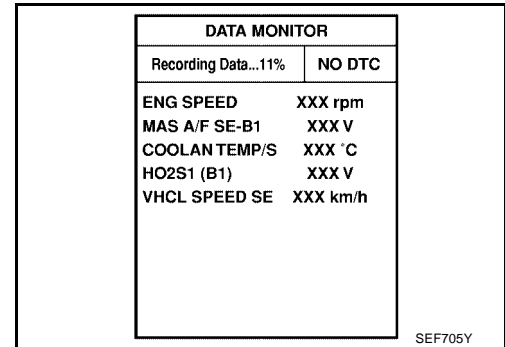 DATA MONITOR
Recording Data...11% NO DTC
ENG SPEED XXX rpm
MAS A/F SE-B1 XXX V
COOLAN TEMP/S XXX °C
HO2S1 (B1) XXX V
VHCL SPEED SE XXX km/h
SEF705Y